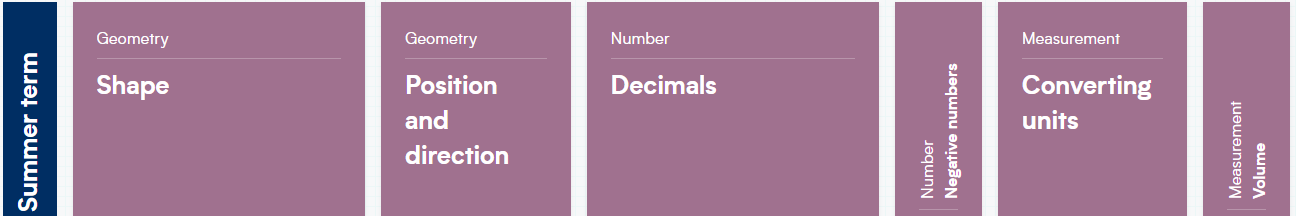 Summer term
Geometry
Shape
Geometry
Position
and
direction
Number
Decimals
Number
Negative numbers
Measurement
Converting
units
Measurement
Volume